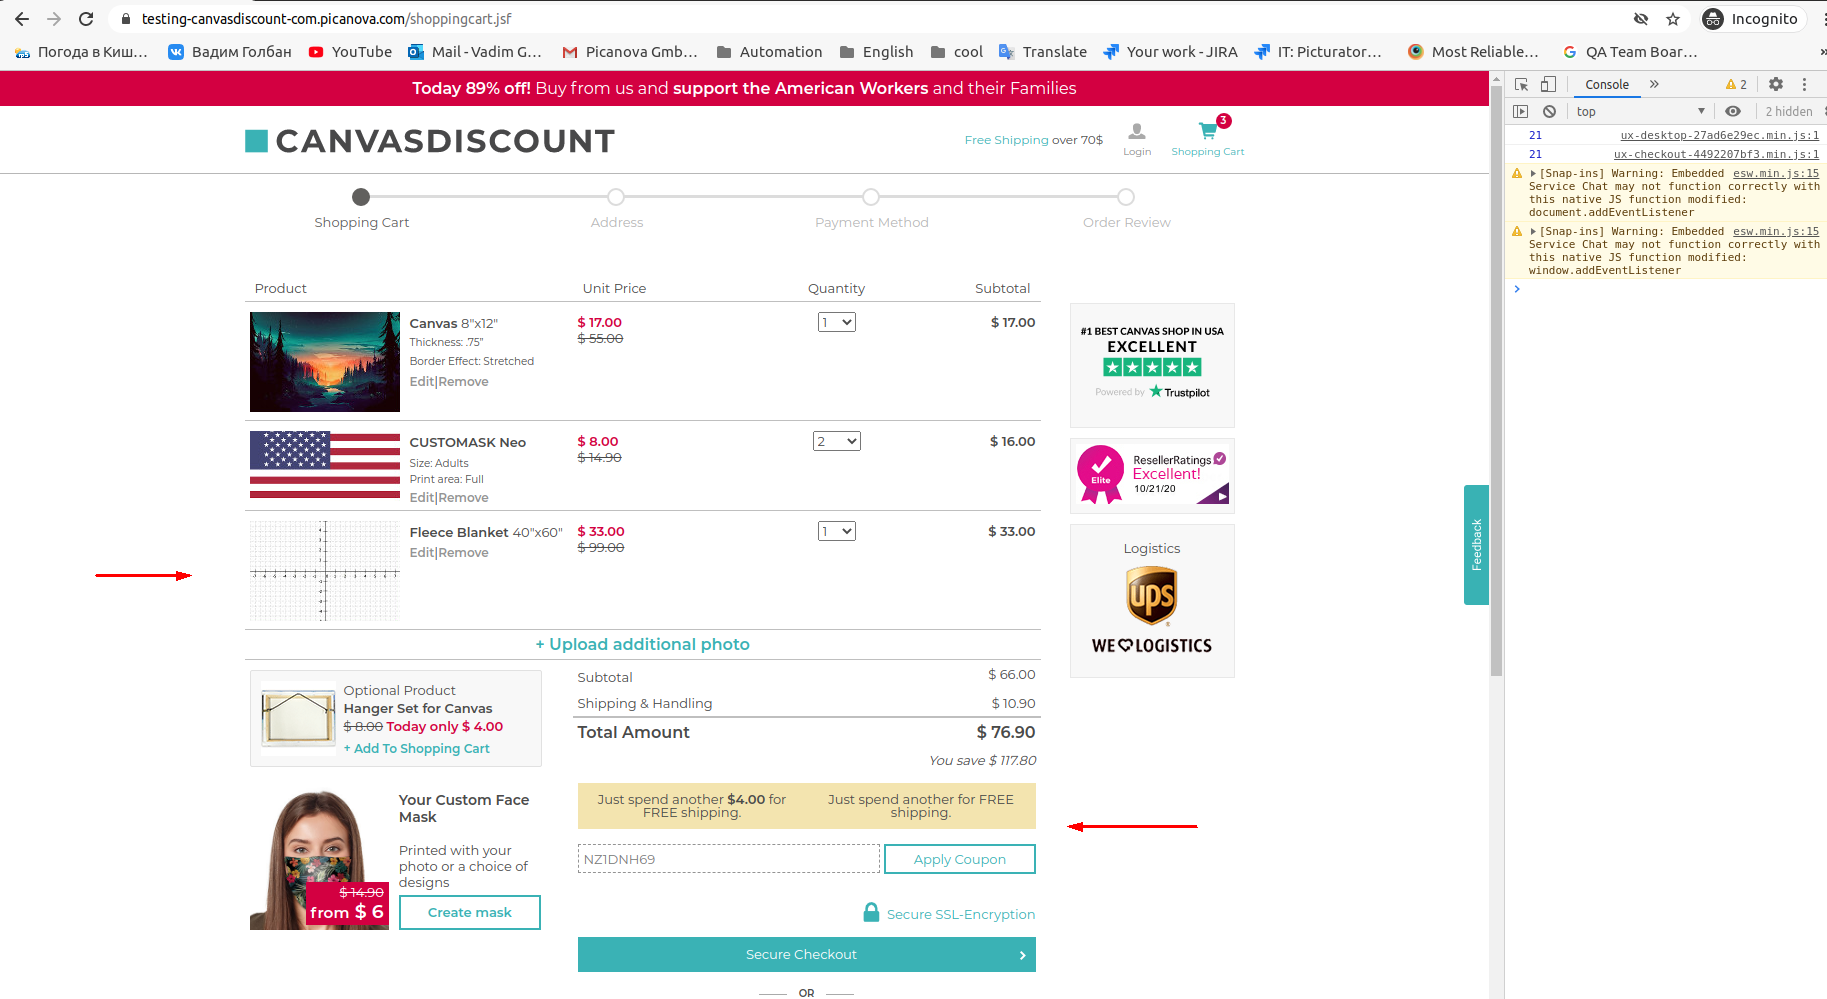 testing-canvasdiscount-com.picanova.com/shoppingcart.jsf
Incognito
Погода в Киш...
Вадим Голбан
YouTube
Mail - Vadim G...
Picanova Gmb...
Automation
English
cool
Translate
Your work - JIRA
IT: Picturator...
Most Reliable...
QA Team Boar...
»
Today 89% off! Buy from us and support the American Workers and their Families
CANVASDISCOUNT
Free Shipping over 70$
Login
3
Shopping Cart
Shopping Cart
Address
Payment Method
Order Review
Product
Unit Price
Quantity
Subtotal
Canvas 8"x12"
Thickness: .75"
Border Effect: Stretched
Edit|Remove
$ 17.00
$ 55.00
1
$ 17.00
CUSTOMASK Neo
Size: Adults
Print area: Full
Edit|Remove
$ 8.00
$ 14.90
2
$ 16.00
Fleece Blanket 40"x60"
Edit|Remove
$ 33.00
$ 99.00
1
$ 33.00
+ Upload additional photo
Optional Product
Hanger Set for Canvas
$ 8.00 Today only $ 4.00
+ Add To Shopping Cart
Subtotal
$ 66.00
Shipping & Handling
$ 10.90
Total Amount
$ 76.90
You save $ 117.80
Just spend another $4.00 for
FREE shipping.
Just spend another for FREE
shipping.
NZ1DNH69
Apply Coupon
Secure SSL-Encryption
Secure Checkout
OR
Your Custom Face
Mask
Printed with your
photo or a choice of
designs
$ 14.90
from $ 6
Create mask
#1 BEST CANVAS SHOP IN USA
EXCELLENT
Powered by Trustpilot
Elite
ResellerRatings
Excellent!
10/21/20
Logistics
ups
WE LOGISTICS
Feedback
Console
»
2
top
2 hidden
21
ux-desktop-27ad6e29ec.min.js:1
21
ux-checkout-4492207bf3.min.js:1
[Snap-ins] Warning: Embedded esw.min.js:15
Service Chat may not function correctly with
this native JS function modified:
document.addEventListener
[Snap-ins] Warning: Embedded esw.min.js:15
Service Chat may not function correctly with
this native JS function modified:
window.addEventListener